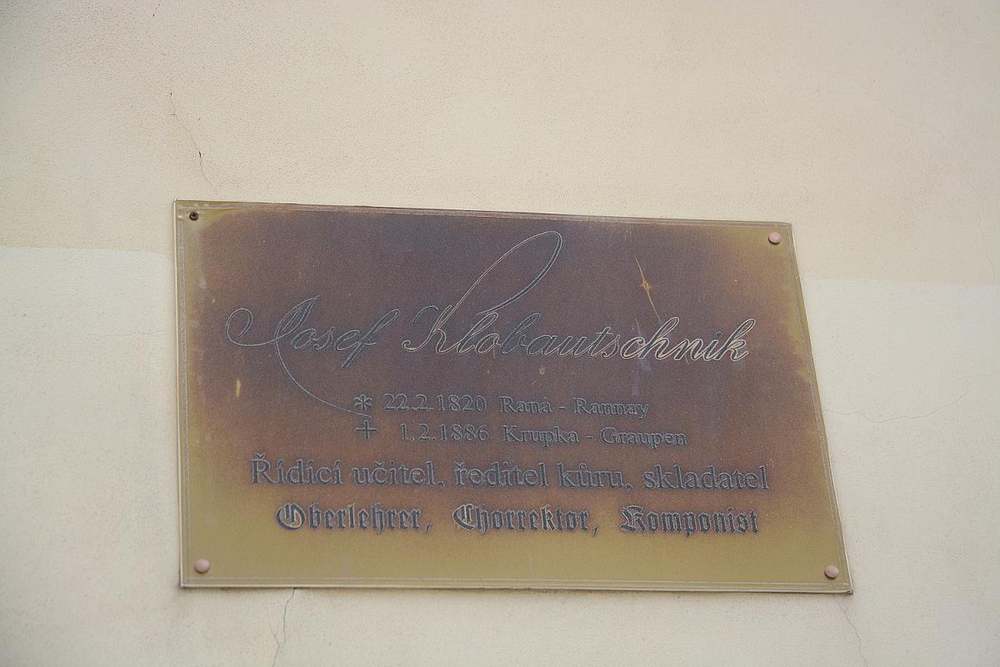 Josef Klobautschnik
* 22.2.1820 Raná - Rannay
+ 1.2.1886 Krupka - Graupen
Řídící učitel, ředitel kůru, skladatel
Oberlehrer, Chorrektor, Komponist